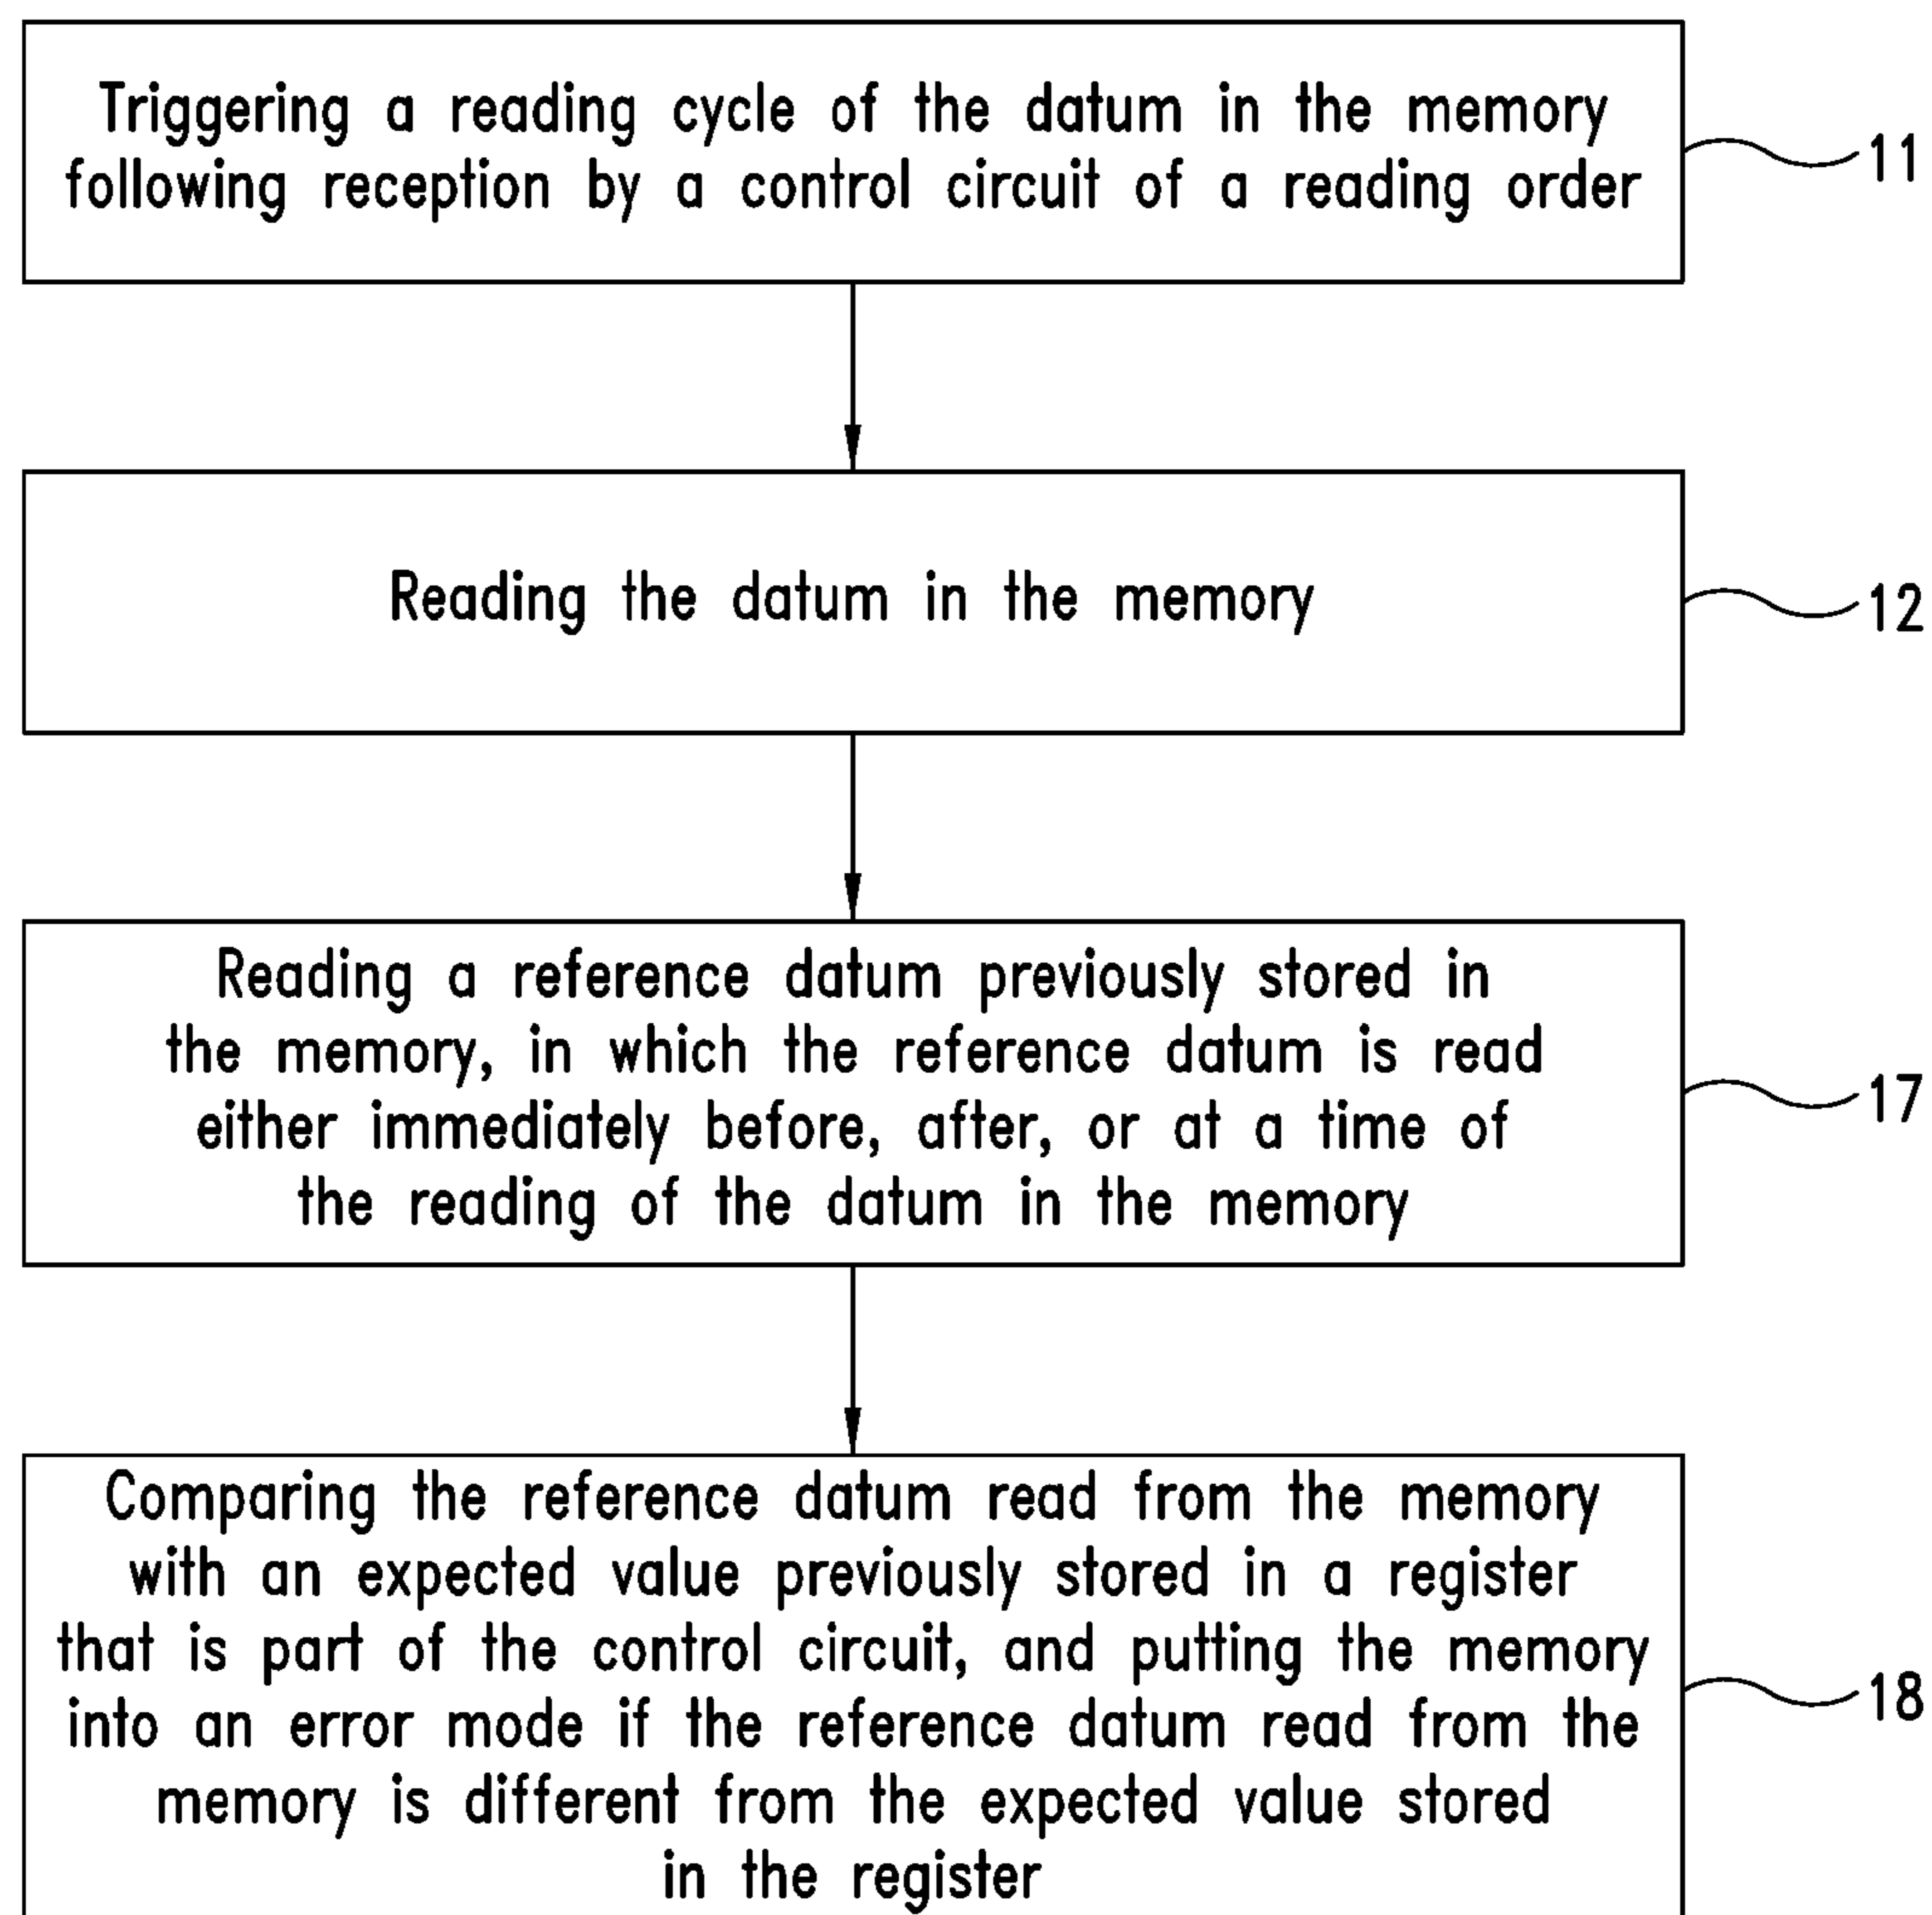 Triggering a reading cycle of the datum in the memory
following reception by a control circuit of a reading order
11
Reading the datum in the memory
12
Reading a reference datum previously stored in
the memory, in which the reference datum is read
either immediately before, after, or at a time of
the reading of the datum in the memory
17
Comparing the reference datum read from the memory
with an expected value previously stored in a register
that is part of the control circuit, and putting the memory
into an error mode if the reference datum read from the
memory is different from the expected value stored
in the register
18